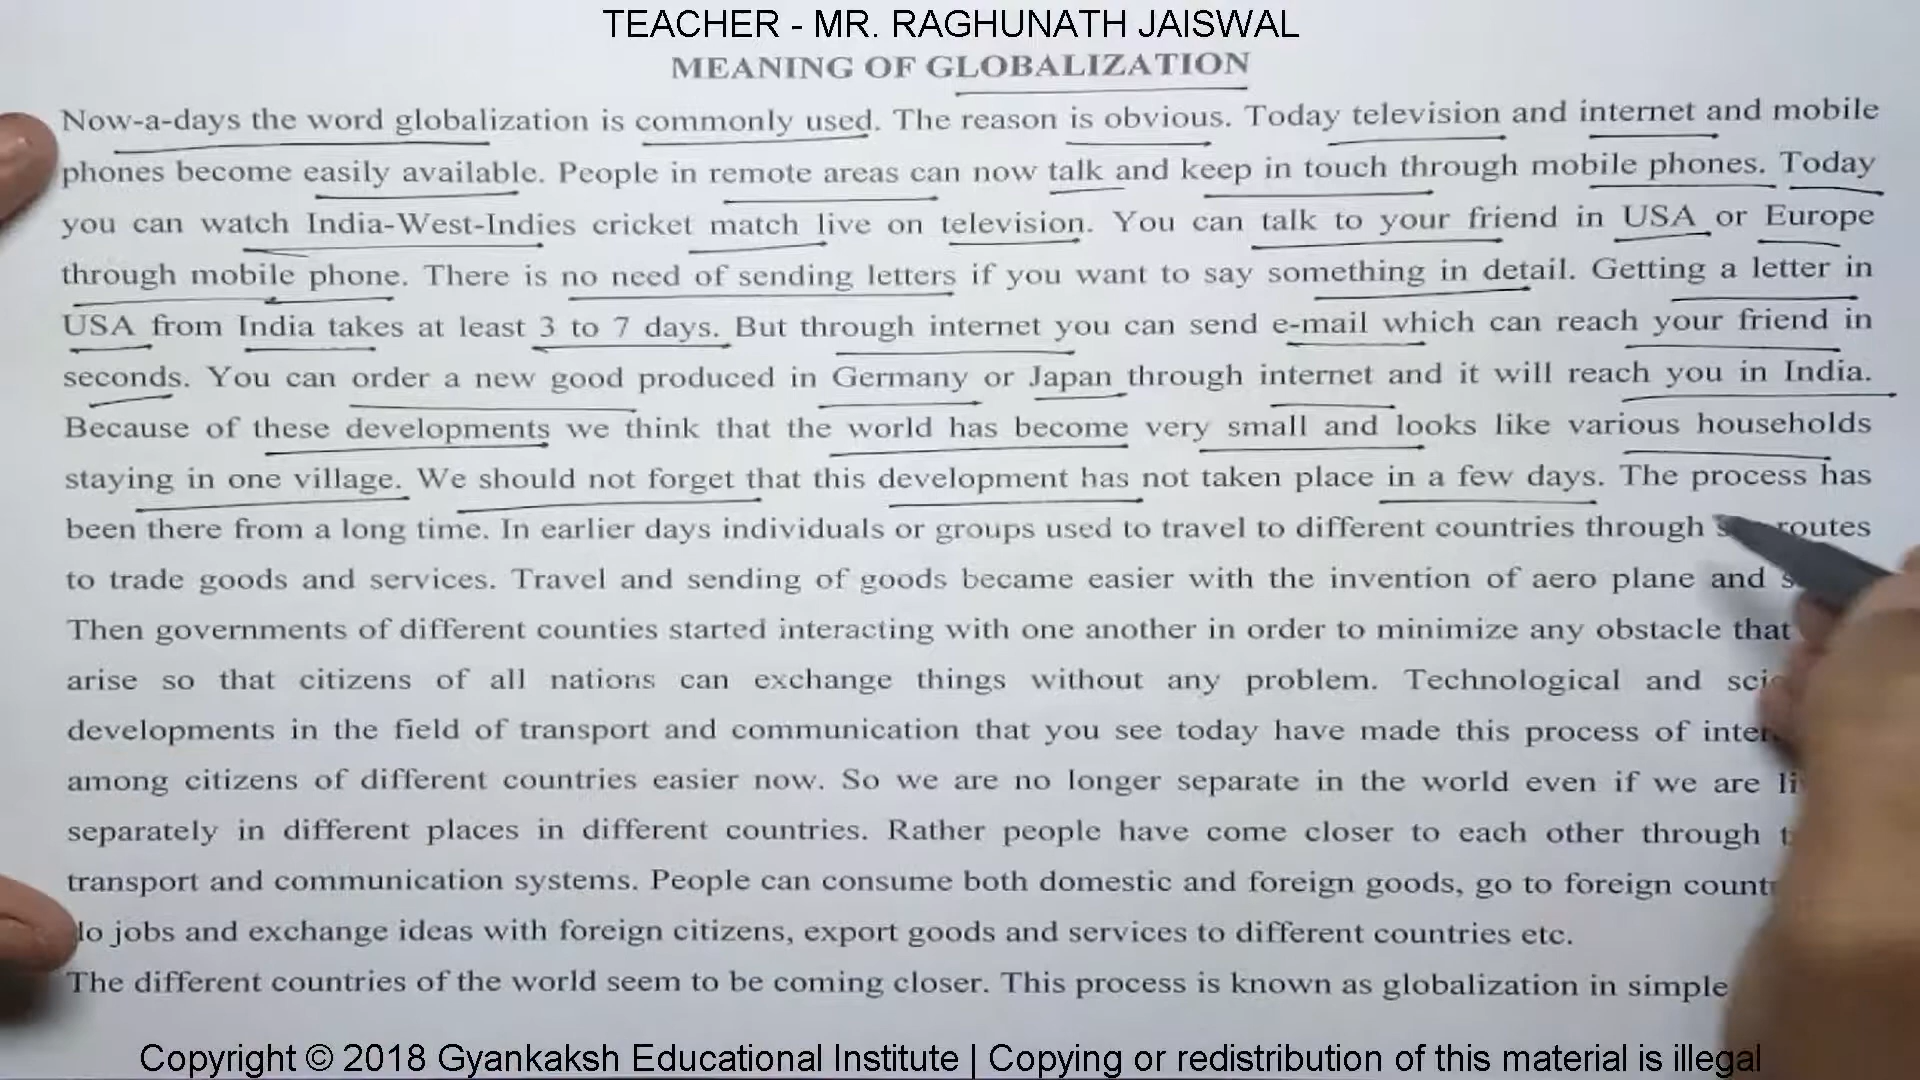 TEACHER - MR. RAGHUNATH JAISWAL
MEANING OF GLOBALIZATION
Now-a-days the word globalization is commonly used. The reason is obvious. Today television and internet and mobile
phones become easily available. People in remote areas can now talk and keep in touch through mobile phones. Today
you can watch India-West-Indies cricket match live on television. You can talk to your friend in USA or Europe
through mobile phone. There is no need of sending letters if you want to say something in detail. Getting a letter in
USA from India takes at least 3 to 7 days. But through internet you can send e-mail which can reach your friend in
seconds. You can order a new good produced in Germany or Japan through internet and it will reach you in India.
Because of these developments we think that the world has become very small and looks like various households
staying in one village. We should not forget that this development has not taken place in a few days. The process has
been there from a long time. In earlier days individuals or groups used to travel to different countries through routes
to trade goods and services. Travel and sending of goods became easier with the invention of aero plane and
Then governments of different counties started interacting with one another in order to minimize any obstacle that
arise so that citizens of all nations can exchange things without any problem. Technological and
developments in the field of transport and communication that you see today have made this process of
among citizens of different countries easier now. So we are no longer separate in the world even if we are
separately in different places in different countries. Rather people have come closer to each other through
transport and communication systems. People can consume both domestic and foreign goods, go to foreign
jobs and exchange ideas with foreign citizens, export goods and services to different countries etc.
The different countries of the world seem to be coming closer. This process is known as globalization in simple
Copyright © 2018 Gyankaksh Educational Institute | Copying or redistribution of this material is illegal